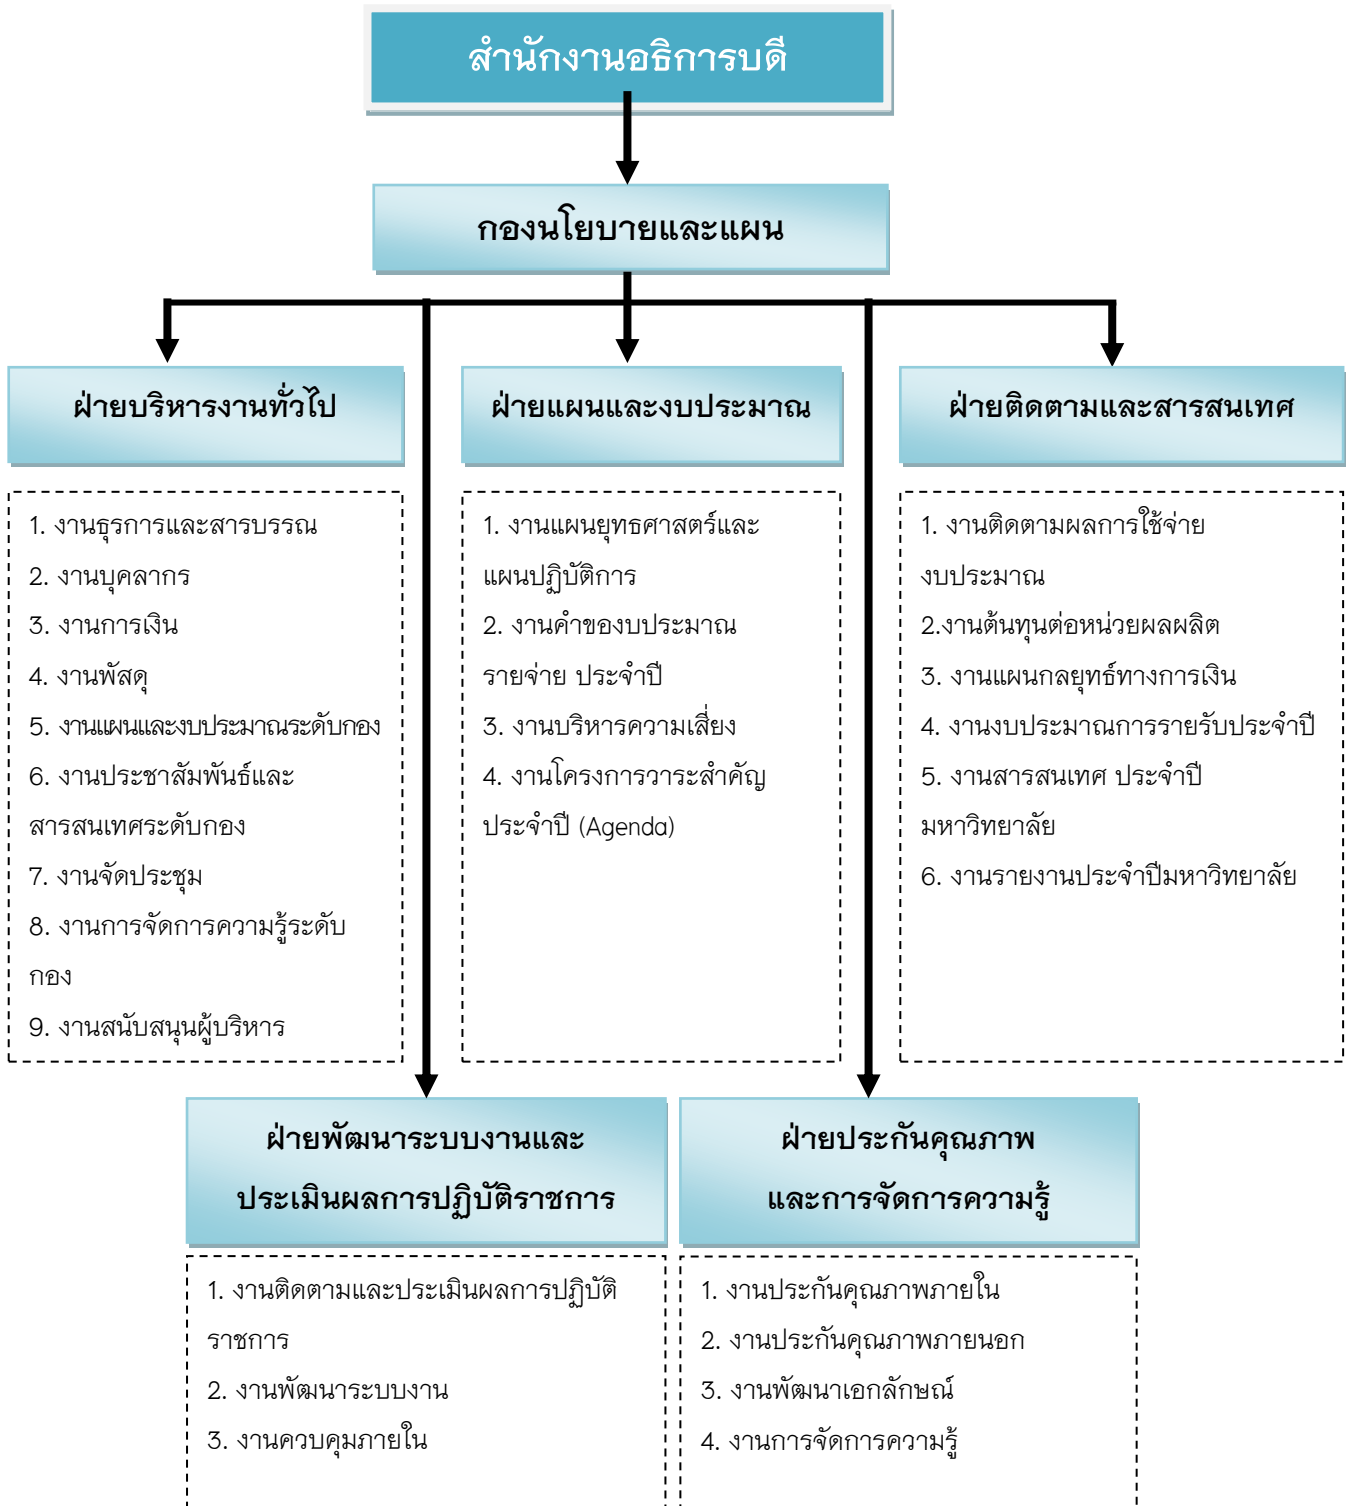 สำนักงานอธิการบดี
กองนโยบายและแผน
ฝ่ายบริหารงานทั่วไป
1. งานธุรการและสารบรรณ
2. งานบุคลากร
3. งานการเงิน
4. งานพัสดุ
5. งานแผนและงบประมาณระดับกอง
6. งานประชาสัมพันธ์และ
สารสนเทศระดับกอง
7. งานจัดประชุม
8. งานการจัดการความรู้ระดับ
กอง
9. งานสนับสนุนผู้บริหาร
ฝ่ายแผนและงบประมาณ
1. งานแผนยุทธศาสตร์และ
แผนปฏิบัติการ
2. งานคำของบประมาณ
รายจ่าย ประจำปี
3. งานบริหารความเสี่ยง
4. งานโครงการวาระสำคัญ
ประจำปี (Agenda)
ฝ่ายติดตามและสารสนเทศ
1. งานติดตามผลการใช้จ่าย
งบประมาณ
2.งานต้นทุนต่อหน่วยผลผลิต
3. งานแผนกลยุทธ์ทางการเงิน
4. งานงบประมาณการรายรับประจำปี
5. งานสารสนเทศ ประจำปี
มหาวิทยาลัย
6. งานรายงานประจำปีมหาวิทยาลัย
ฝ่ายพัฒนาระบบงานและ
ประเมินผลการปฏิบัติราชการ
1. งานติดตามและประเมินผลการปฏิบัติ
ราชการ
2. งานพัฒนาระบบงาน
3. งานควบคุมภายใน
ฝ่ายประกันคุณภาพ
และการจัดการความรู้
1. งานประกันคุณภาพภายใน
2. งานประกันคุณภาพภายนอก
3. งานพัฒนาเอกลักษณ์
4. งานการจัดการความรู้